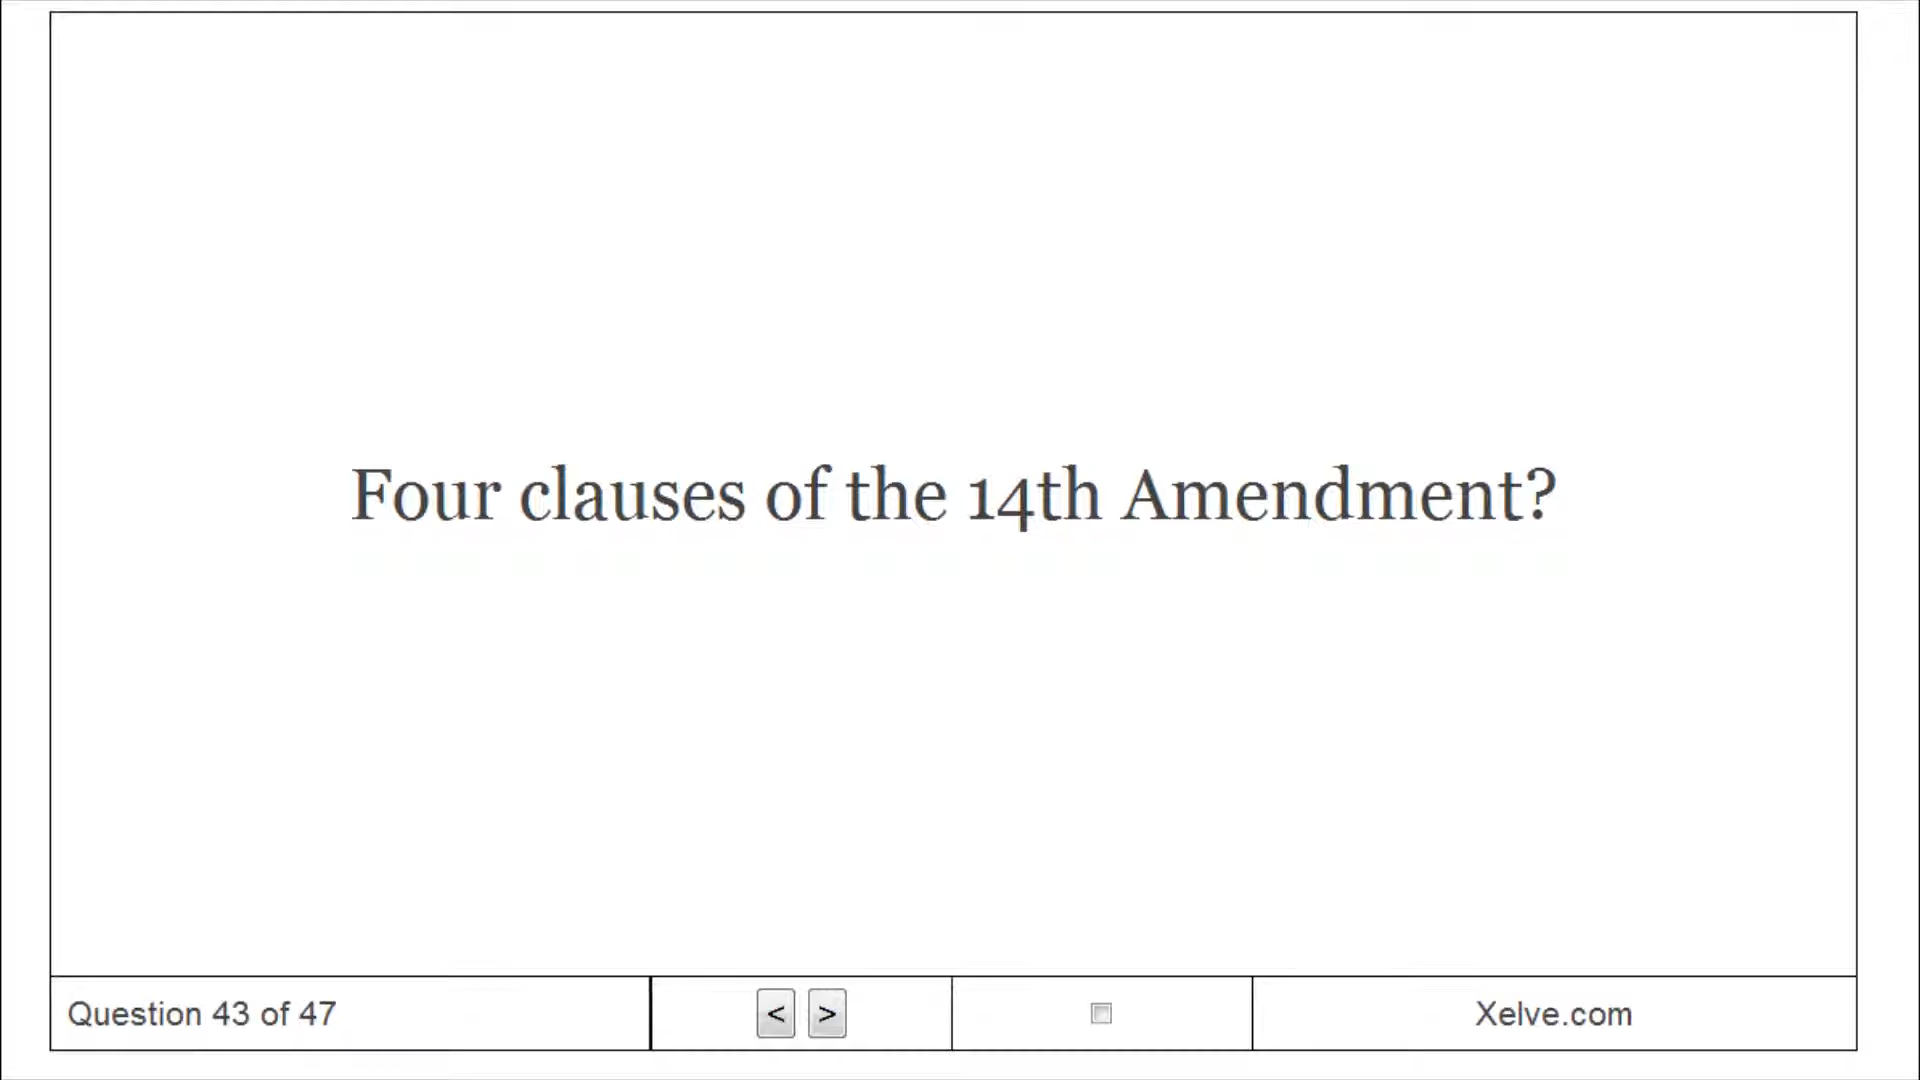 Four clauses of the 14th Amendment?
Question 43 of 47
< >
Xelve.com